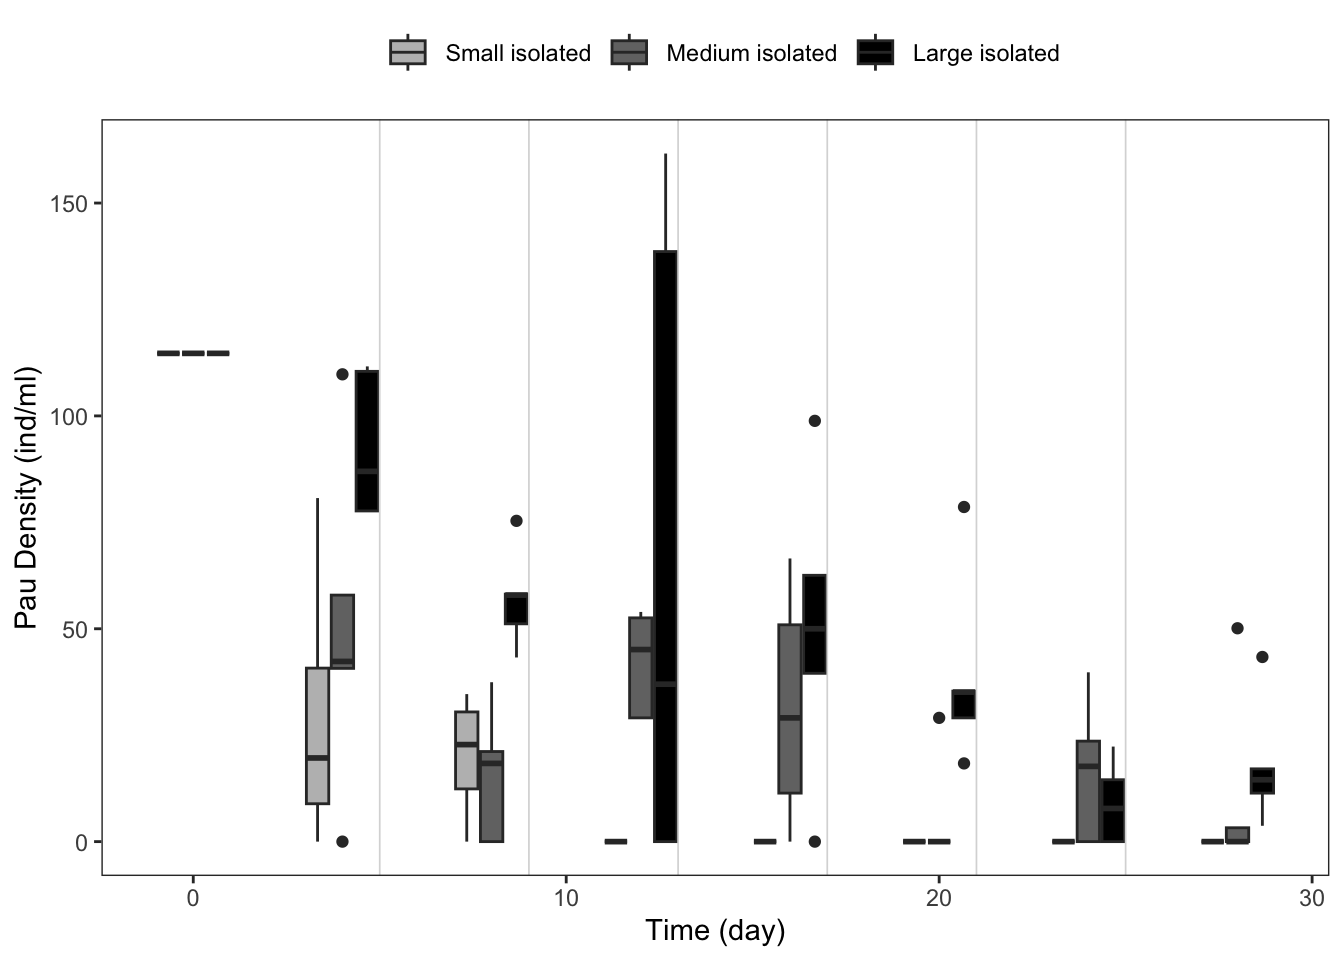 Small isolated Medium isolated Large isolated
150
100
50
0
Pau Density (ind/ml)
0 10 20 30
Time (day)